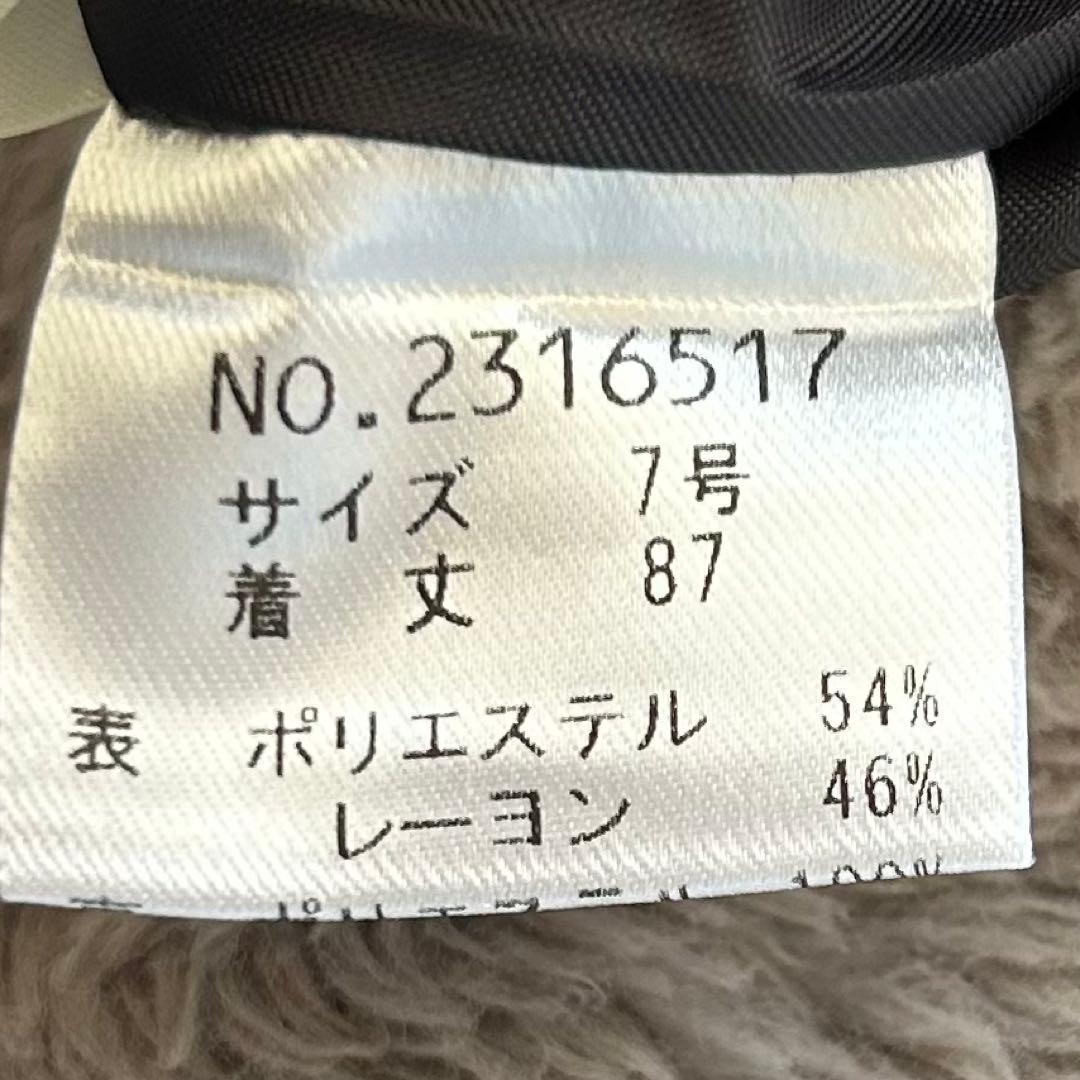 NO.2316517
サイズ 7号
着丈 87
表 ポリエステル 54%
レーヨン 46%